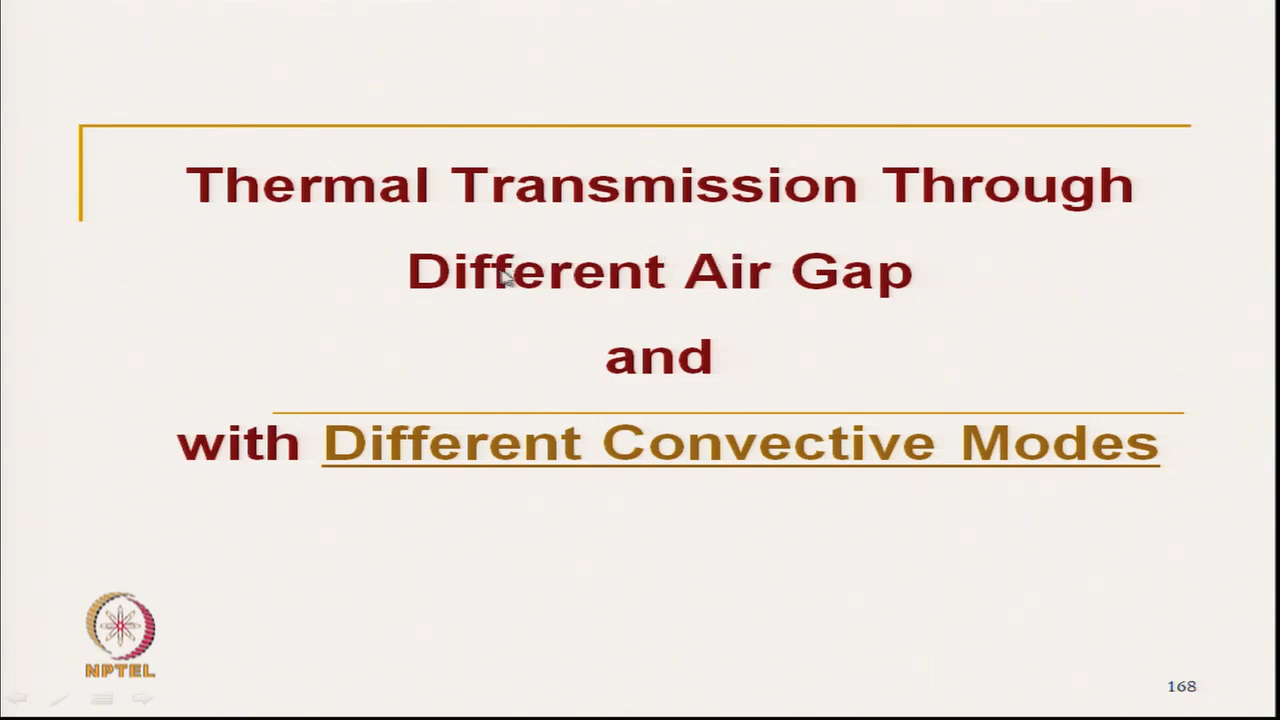 Thermal Transmission Through
Different Air Gap
and
with Different Convective Modes
NPTEL
168